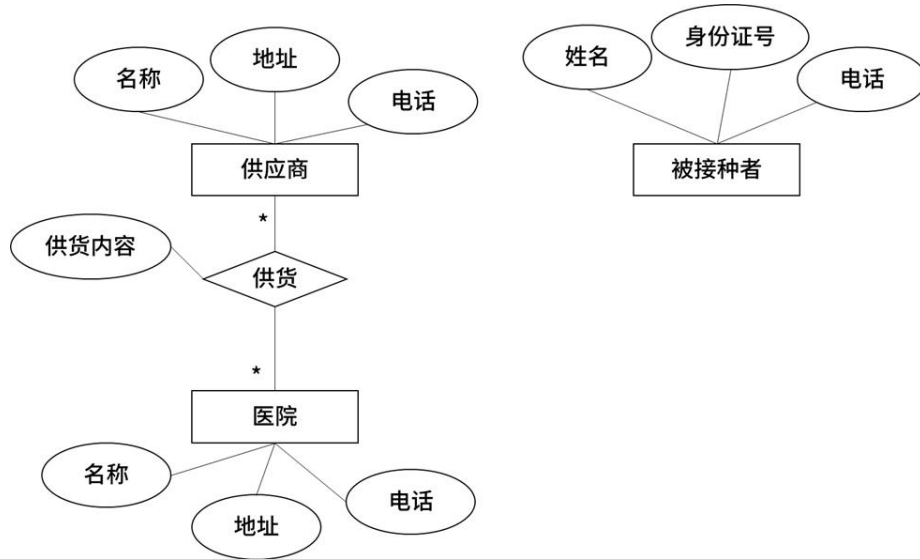 名称
地址
电话
供应商
*
供货内容
供货
*
医院
名称
地址
电话
姓名
身份证号
电话
被接种者